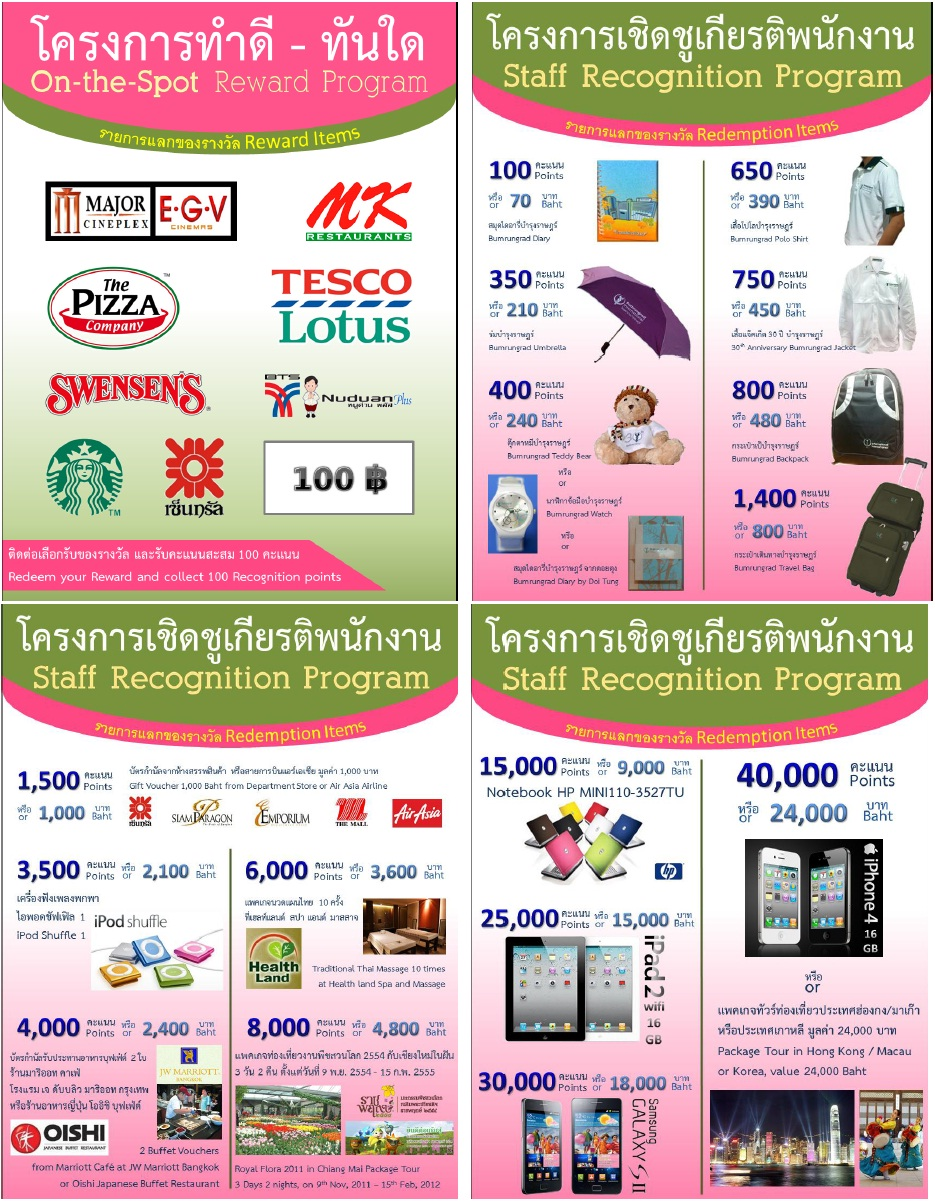 โครงการทำดี - ทันใด
On-the-Spot Reward Program
รายการแลกของรางวัล Reward Items
MAJOR CINEPLEX E·G·V CINEMAS
MK RESTAURANTS
The PIZZA Company ™
TESCO Lotus
SWENSEN'S®
BTS Nuduan Plus
หนูด่วน พลัส
TM
เซ็นทรัล
100 ฿
ติดต่อเลือกรับของรางวัล และรับคะแนนสะสม 100 คะแนน
Redeem your Reward and collect 100 Recognition points
โครงการเชิดชูเกียรติพนักงาน
Staff Recognition Program
รายการแลกของรางวัล Redemption Items
100 คะแนน Points
หรือ or 70 บาท Baht
สมุดไดอารี่บำรุงราษฎร์
Bumrungrad Diary
350 คะแนน Points
หรือ or 210 บาท Baht
ร่มบำรุงราษฎร์
Bumrungrad Umbrella
400 คะแนน Points
หรือ or 240 บาท Baht
ตุ๊กตาหมีบำรุงราษฎร์
Bumrungrad Teddy Bear
หรือ
or
นาฬิกาข้อมือบำรุงราษฎร์
Bumrungrad Watch
หรือ
or
สมุดไดอารี่บำรุงราษฎร์ จากดอยตุง
Bumrungrad Diary by Doi Tung
650 คะแนน Points
หรือ or 390 บาท Baht
เสื้อโปโลบำรุงราษฎร์
Bumrungrad Polo Shirt
750 คะแนน Points
หรือ or 450 บาท Baht
เสื้อแจ็คเก็ต 30 ปี บำรุงราษฎร์
30th Anniversary Bumrungrad Jacket
800 คะแนน Points
หรือ or 480 บาท Baht
กระเป๋าเป้บำรุงราษฎร์
Bumrungrad Backpack
1,400 คะแนน Points
หรือ or 800 บาท Baht
กระเป๋าเดินทางบำรุงราษฎร์
Bumrungrad Travel Bag
โครงการเชิดชูเกียรติพนักงาน
Staff Recognition Program
รายการแลกของรางวัล Redemption Items
1,500 คะแนน Points
หรือ or 1,000 บาท Baht
บัตรกำนัลจากห้างสรรพสินค้า หรือสายการบินแอร์เอเชีย มูลค่า 1,000 บาท
Gift Voucher 1,000 Baht from Department Store or Air Asia Airline
เซ็นทรัล SIAM PARAGON EMPORIUM THE MALL AirAsia
3,500 คะแนน Points หรือ or 2,100 บาท Baht
เครื่องฟังเพลงพกพา
ไอพอดชัฟเฟิล 1
iPod Shuffle 1
iPod shuffle
4,000 คะแนน Points หรือ or 2,400 บาท Baht
บัตรกำนัลรับประทานอาหารบุฟเฟ่ต์ 2 ใบ
ร้านมาริออท คาเฟ่
โรงแรม เจ ดับบลิว มาริออท กรุงเทพ
หรือร้านอาหารญี่ปุ่น โออิชิ บุฟเฟ่ต์
JW MARRIOTT
BANGKOK
OISHI
JAPANESE BUFFET RESTAURANT
2 Buffet Vouchers
from Marriott Café at JW Marriott Bangkok
or Oishi Japanese Buffet Restaurant
6,000 คะแนน Points หรือ or 3,600 บาท Baht
แพคเกจนวดแผนไทย 10 ครั้ง
ที่เฮลท์แลนด์ สปา แอนด์ มาสสาจ
Health Land
Traditional Thai Massage 10 times
at Health land Spa and Massage
8,000 คะแนน Points หรือ or 4,800 บาท Baht
แพคเกจท่องเที่ยวงานพืชสวนโลก 2554 กับเชียงใหม่ในฝัน
3 วัน 2 คืน ตั้งแต่วันที่ 9 พ.ย. 2554 - 15 ก.พ. 2555
Royal Flora 2011 in Chiang Mai Package Tour
3 Days 2 nights, on 9th Nov, 2011 – 15th Feb, 2012
โครงการเชิดชูเกียรติพนักงาน
Staff Recognition Program
รายการแลกของรางวัล Redemption Items
15,000 คะแนน Points หรือ or 9,000 บาท Baht
Notebook HP MINI110-3527TU
hp
25,000 คะแนน Points หรือ or 15,000 บาท Baht
iPad 2 wifi 16 GB
30,000 คะแนน Points หรือ or 18,000 บาท Baht
Samsung GALAXY S II
40,000 คะแนน Points
หรือ or 24,000 บาท Baht
iPhone 4 16 GB
หรือ
or
แพคเกจทัวร์ท่องเที่ยวประเทศฮ่องกง/มาเก๊า
หรือประเทศเกาหลี มูลค่า 24,000 บาท
Package Tour in Hong Kong / Macau
or Korea, value 24,000 Baht